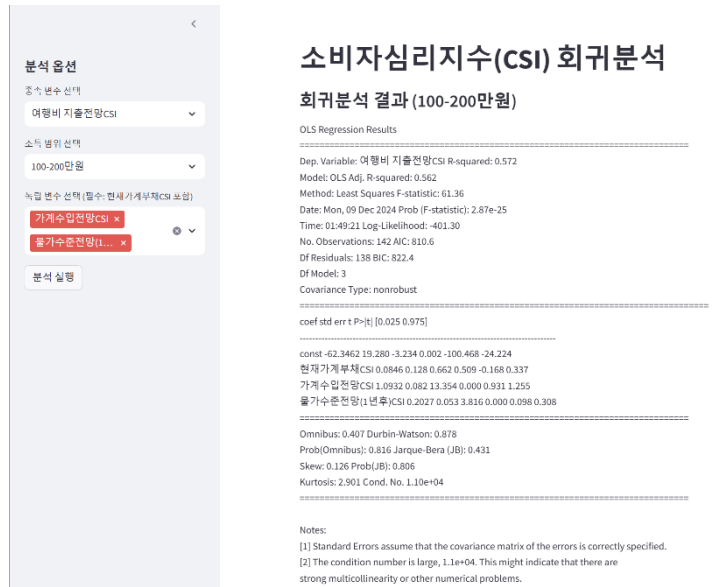 분석 옵션
종속 변수 선택
여행비 지출전망CSI
소득 범위 선택
100-200만원
독립 변수 선택 (필수: 현재가계부채CSI 포함)
가계수입전망CSI ×
물가수준전망(1... ×
분석 실행
소비자심리지수(CSI) 회귀분석
회귀분석 결과 (100-200만원)
OLS Regression Results
==============================================================================
Dep. Variable: 여행비 지출전망CSI R-squared: 0.572
Model: OLS Adj. R-squared: 0.562
Method: Least Squares F-statistic: 61.36
Date: Mon, 09 Dec 2024 Prob (F-statistic): 2.87e-25
Time: 01:49:21 Log-Likelihood: -401.30
No. Observations: 142 AIC: 810.6
Df Residuals: 138 BIC: 822.4
Df Model: 3
Covariance Type: nonrobust
==================================================================================
coef std err t P>|t| [0.025 0.975]
----------------------------------------------------------------------------------
const -62.3462 19.280 -3.234 0.002 -100.468 -24.224
현재가계부채CSI 0.0846 0.128 0.662 0.509 -0.168 0.337
가계수입전망CSI 1.0932 0.082 13.354 0.000 0.931 1.255
물가수준전망(1년후)CSI 0.2027 0.053 3.816 0.000 0.098 0.308
==============================================================================
Omnibus: 0.407 Durbin-Watson: 0.878
Prob(Omnibus): 0.816 Jarque-Bera (JB): 0.431
Skew: 0.126 Prob(JB): 0.806
Kurtosis: 2.901 Cond. No. 1.10e+04
==============================================================================
Notes:
[1] Standard Errors assume that the covariance matrix of the errors is correctly specified.
[2] The condition number is large, 1.1e+04. This might indicate that there are
strong multicollinearity or other numerical problems.